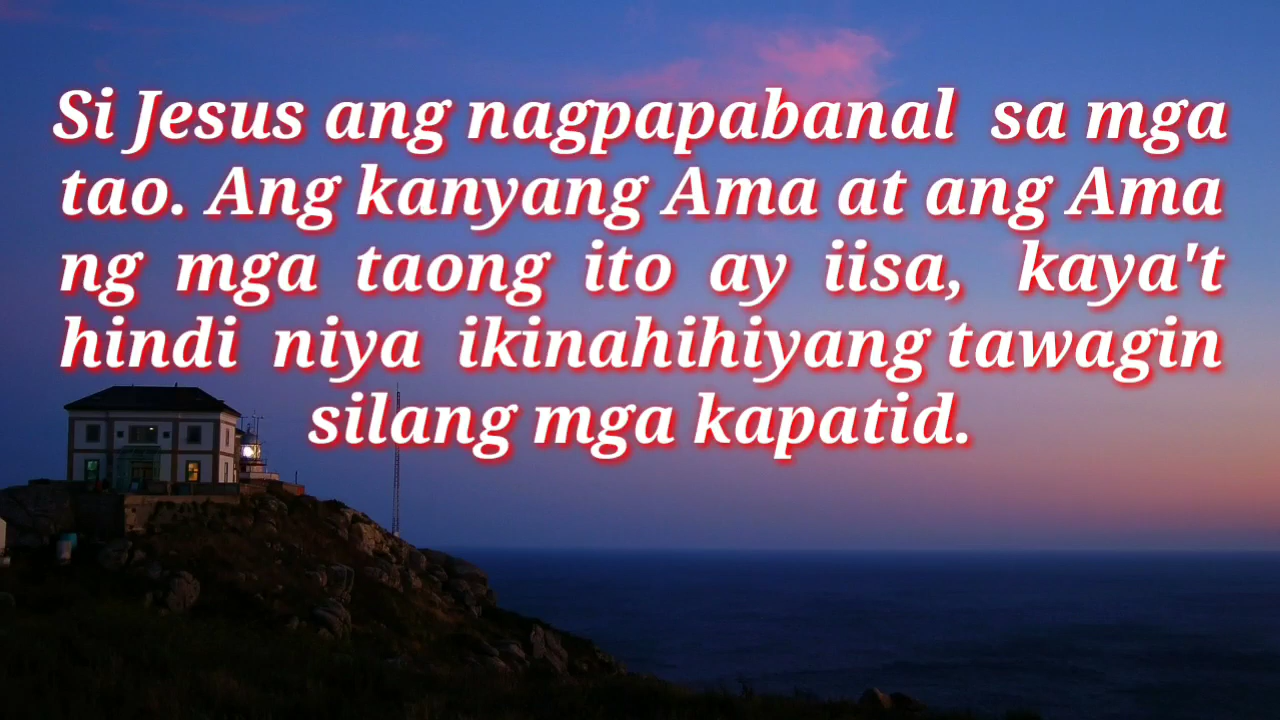 Si Jesus ang nagpapabanal sa mga
tao. Ang kanyang Ama at ang Ama
ng mga taong ito ay iisa, kaya't
hindi niya ikinahihiyang tawagin
silang mga kapatid.